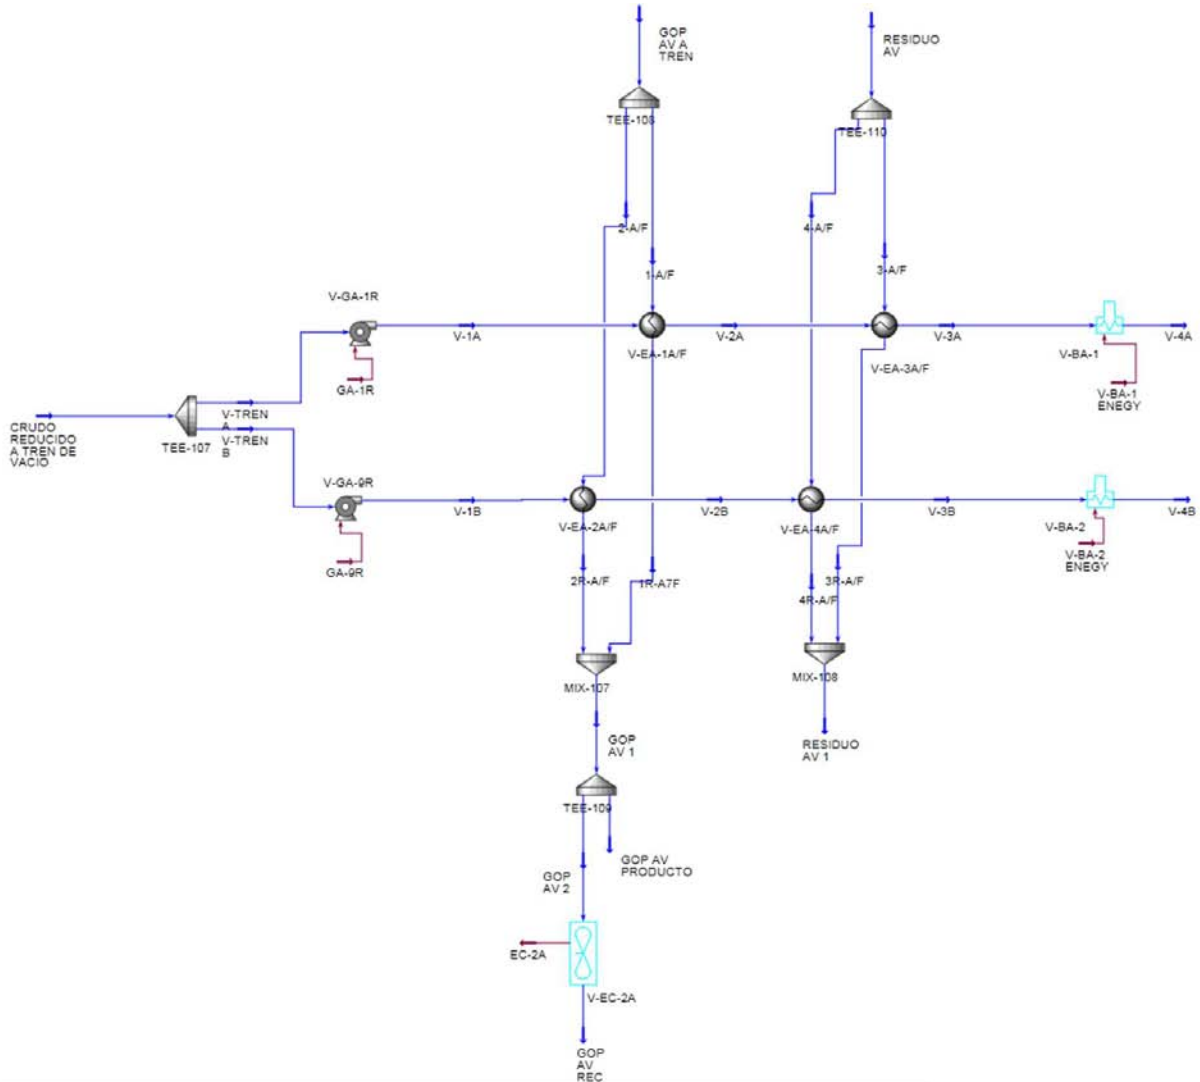 GOP
AV A
TREN
RESIDUO
AV
TEE-108
TEE-110
2-A/F
4-A/F
1-A/F
3-A/F
V-GA-1R
V-1A
V-2A
V-3A
V-4A
V-EA-1A/F
V-EA-3A/F
V-BA-1
GA-1R
V-BA-1
ENEGY
CRUDO
REDUCIDO
A TREN DE
VACIO
TEE-107
V-TREN
A
V-TREN
B
V-GA-9R
V-1B
V-2B
V-3B
V-4B
V-EA-2A/F
V-EA-4A/F
V-BA-2
V-BA-2
ENEGY
GA-9R
2R-A/F
1R-A7F
3R-A/F
4R-A/F
MIX-107
MIX-108
GOP
AV 1
RESIDUO
AV 1
TEE-109
GOP AV
PRODUCTO
GOP
AV 2
EC-2A
V-EC-2A
GOP
AV
REC